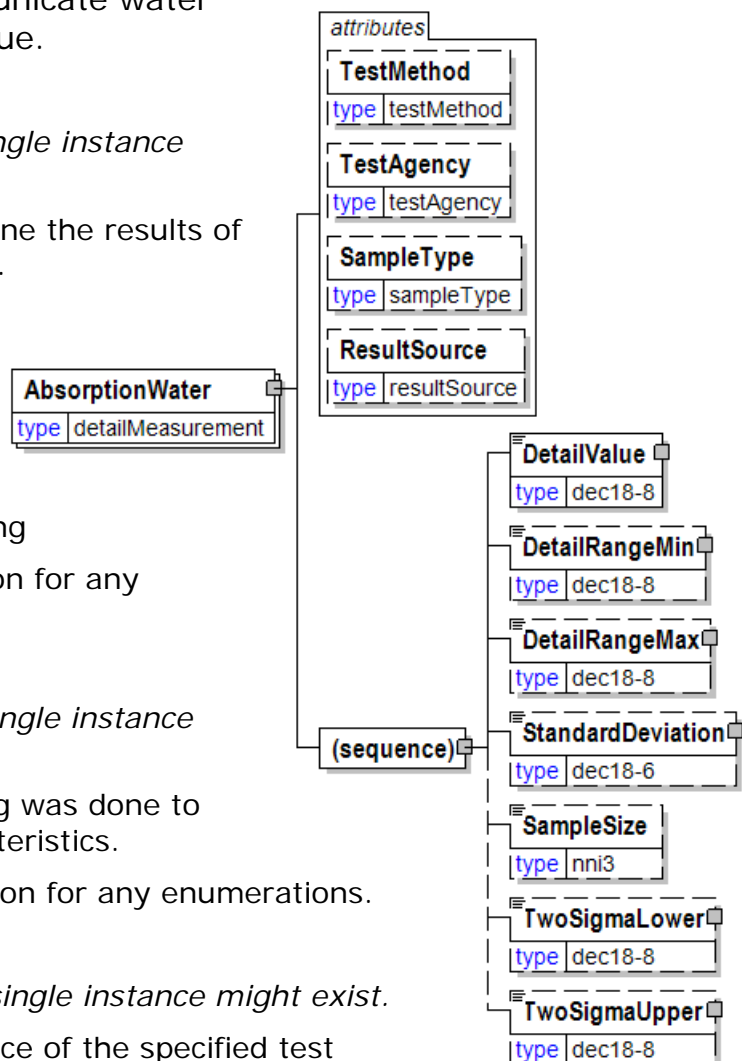 unicate water
ue.
ngle instance
ne the results of
.
ng
on for any
ngle instance
g was done to
teristics.
on for any enumerations.
single instance might exist.
ce of the specified test
attributes
TestMethod
type testMethod
TestAgency
type testAgency
SampleType
type sampleType
ResultSource
type resultSource
AbsorptionWater
type detailMeasurement
(sequence)
DetailValue
type dec18-8
DetailRangeMin
type dec18-8
DetailRangeMax
type dec18-8
StandardDeviation
type dec18-6
SampleSize
type nni3
TwoSigmaLower
type dec18-8
TwoSigmaUpper
type dec18-8